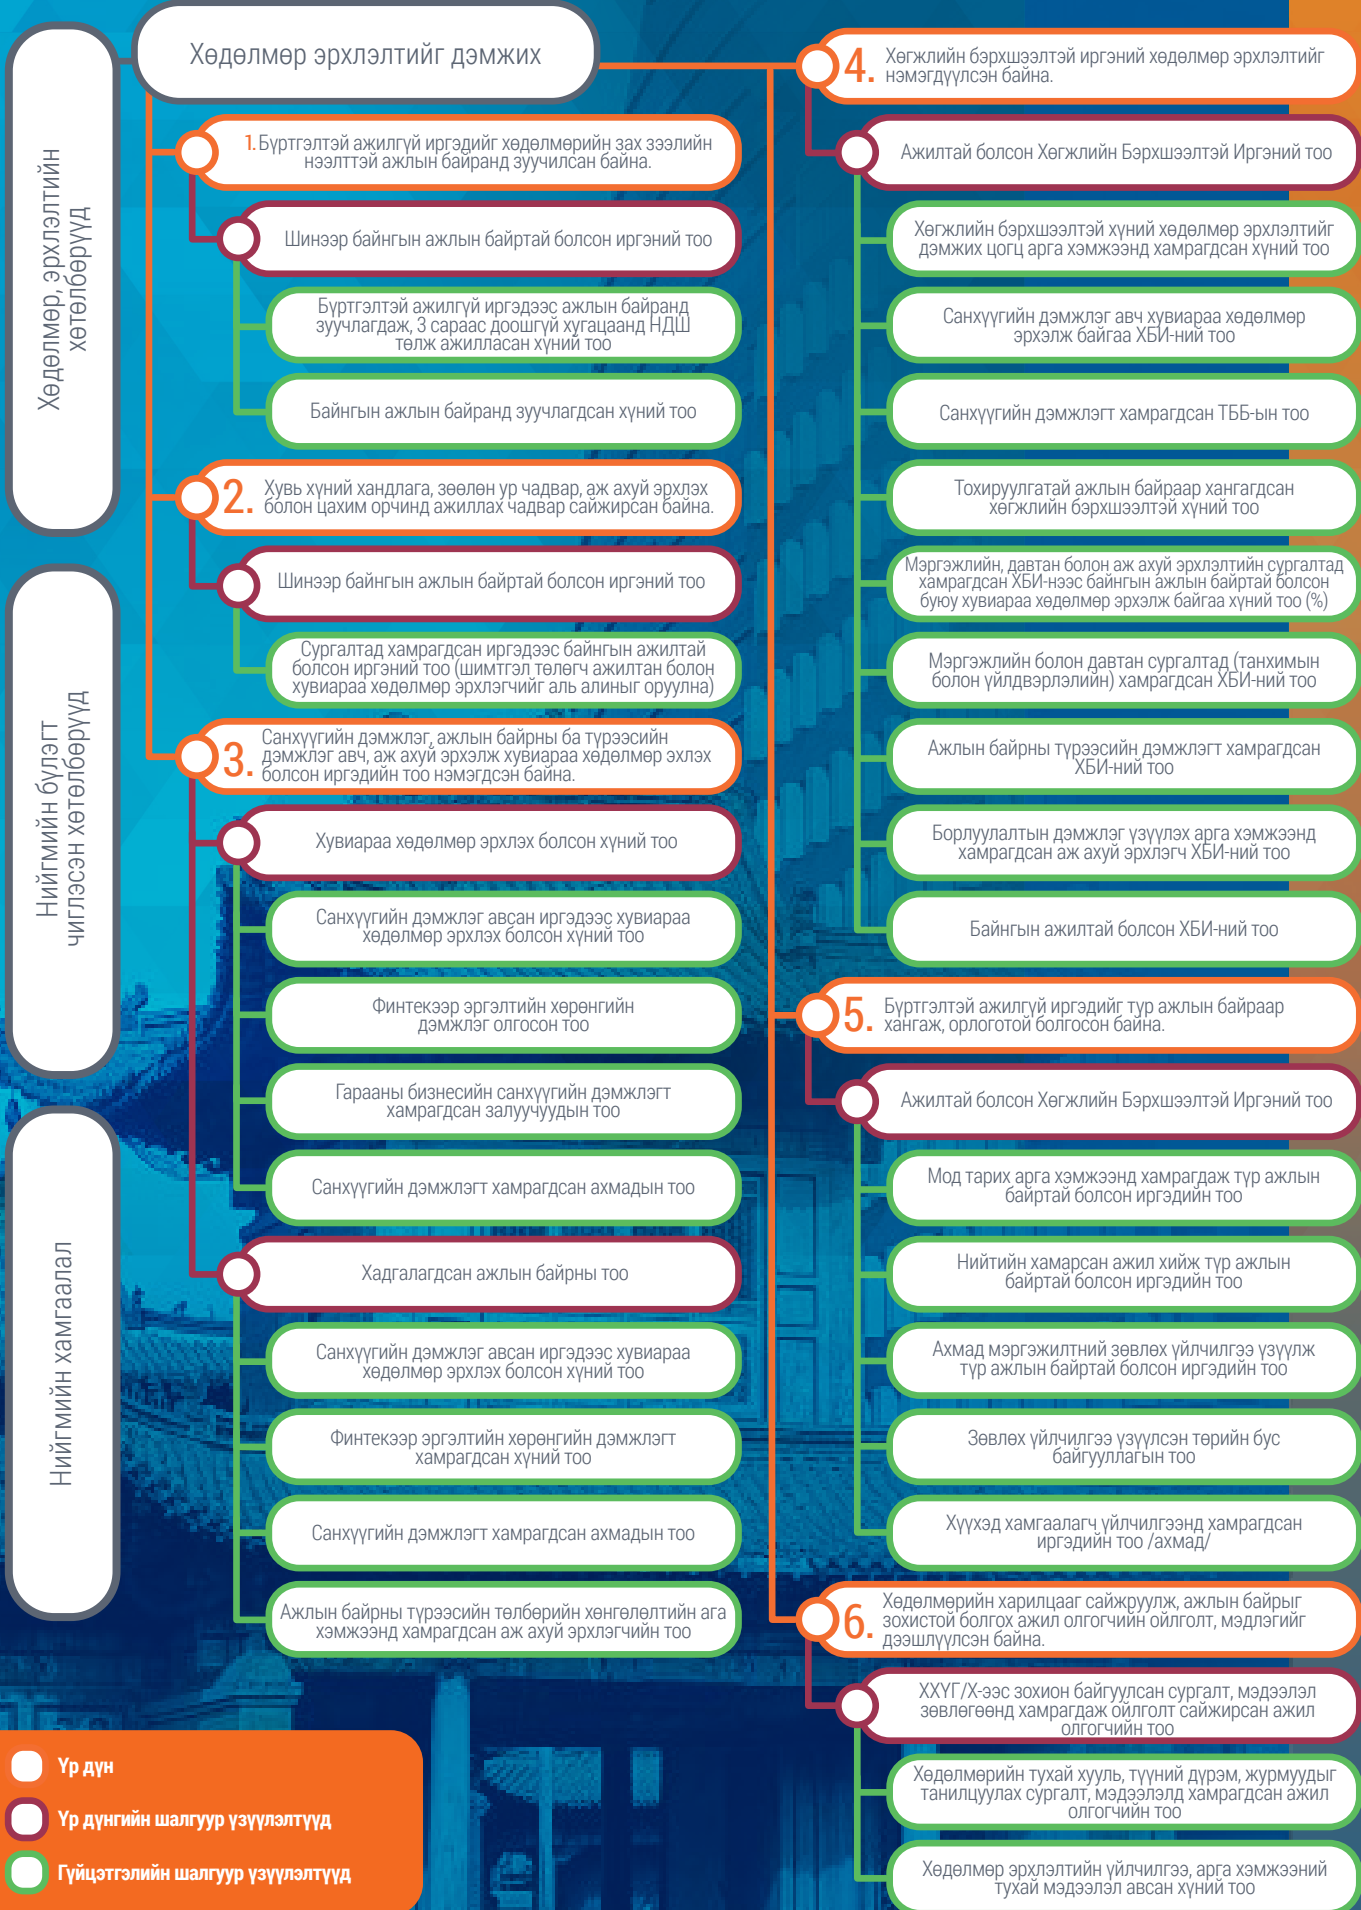 Хөдөлмөр, эрхлэлтийн
хөтөлбөрүүд
Нийгмийн бүлэгт
чиглэсэн хөтөлбөрүүд
Нийгмийн хамгаалал
Хөдөлмөр эрхлэлтийг дэмжих
1. Бүртгэлтэй ажилгүй иргэдийг хөдөлмөрийн зах зээлийн
нээлттэй ажлын байранд зуучилсан байна.
Шинээр байнгын ажлын байртай болсон иргэний тоо
Бүртгэлтэй ажилгүй иргэдээс ажлын байранд
зуучлагдаж, 3 сараас доошгүй хугацаанд НДШ
төлж ажилласан хүний тоо
Байнгын ажлын байранд зуучлагдсан хүний тоо
2. Хувь хүний хандлага, зөөлөн ур чадвар, аж ахуй эрхлэх
болон цахим орчинд ажиллах чадвар сайжирсан байна.
Шинээр байнгын ажлын байртай болсон иргэний тоо
Сургалтад хамрагдсан иргэдээс байнгын ажилтай
болсон иргэний тоо (шимтгэл төлөгч ажилтан болон
хувиараа хөдөлмөр эрхлэгчийг аль алиныг оруулна)
3. Санхүүгийн дэмжлэг, ажлын байрны ба түрээсийн
дэмжлэг авч, аж ахуй эрхэлж хувиараа хөдөлмөр эхлэх
болсон иргэдийн тоо нэмэгдсэн байна.
Хувиараа хөдөлмөр эрхлэх болсон хүний тоо
Санхүүгийн дэмжлэг авсан иргэдээс хувиараа
хөдөлмөр эрхлэх болсон хүний тоо
Финтекээр эргэлтийн хөрөнгийн
дэмжлэг олгосон тоо
Гарааны бизнесийн санхүүгийн дэмжлэгт
хамрагдсан залуучуудын тоо
Санхүүгийн дэмжлэгт хамрагдсан ахмадын тоо
Хадгалагдсан ажлын байрны тоо
Санхүүгийн дэмжлэг авсан иргэдээс хувиараа
хөдөлмөр эрхлэх болсон хүний тоо
Финтекээр эргэлтийн хөрөнгийн дэмжлэгт
хамрагдсан хүний тоо
Санхүүгийн дэмжлэгт хамрагдсан ахмадын тоо
Ажлын байрны түрээсийн төлбөрийн хөнгөлөлтийн ага
хэмжээнд хамрагдсан аж ахуй эрхлэгчийн тоо
4. Хөгжлийн бэрхшээлтэй иргэний хөдөлмөр эрхлэлтийг
нэмэгдүүлсэн байна.
Ажилтай болсон Хөгжлийн Бэрхшээлтэй Иргэний тоо
Хөгжлийн бэрхшээлтэй хүний хөдөлмөр эрхлэлтийг
дэмжих цогц арга хэмжээнд хамрагдсан хүний тоо
Санхүүгийн дэмжлэг авч хувиараа хөдөлмөр
эрхэлж байгаа ХБИ-ний тоо
Санхүүгийн дэмжлэгт хамрагдсан ТББ-ын тоо
Тохируулгатай ажлын байраар хангагдсан
хөгжлийн бэрхшээлтэй хүний тоо
Мэргэжлийн, давтан болон аж ахуй эрхлэлтийн сургалтад
хамрагдсан ХБИ-нээс байнгын ажлын байртай болсон
буюу хувиараа хөдөлмөр эрхэлж байгаа хүний тоо (%)
Мэргэжлийн болон давтан сургалтад (танхимын
болон үйлдвэрлэлийн) хамрагдсан ХБИ-ний тоо
Ажлын байрны түрээсийн дэмжлэгт хамрагдсан
ХБИ-ний тоо
Борлуулалтын дэмжлэг үзүүлэх арга хэмжээнд
хамрагдсан аж ахуй эрхлэгч ХБИ-ний тоо
Байнгын ажилтай болсон ХБИ-ний тоо
5. Бүртгэлтэй ажилгүй иргэдийг түр ажлын байраар
хангаж, орлоготой болгосон байна.
Ажилтай болсон Хөгжлийн Бэрхшээлтэй Иргэний тоо
Мод тарих арга хэмжээнд хамрагдаж түр ажлын
байртай болсон иргэдийн тоо
Нийтийн хамарсан ажил хийж түр ажлын
байртай болсон иргэдийн тоо
Ахмад мэргэжилтний зөвлөх үйлчилгээ үзүүлж
түр ажлын байртай болсон иргэдийн тоо
Зөвлөх үйлчилгээ үзүүлсэн төрийн бус
байгууллагын тоо
Хүүхэд хамгаалагч үйлчилгээнд хамрагдсан
иргэдийн тоо /ахмад/
6. Хөдөлмөрийн харилцааг сайжруулж, ажлын байрыг
зохистой болгох ажил олгогчийн ойлголт, мэдлэгийг
дээшлүүлсэн байна.
ХХҮГ/Х-ээс зохион байгуулсан сургалт, мэдээлэл
зөвлөгөөнд хамрагдаж ойлголт сайжирсан ажил
олгогчийн тоо
Хөдөлмөрийн тухай хууль, түүний дүрэм, журмуудыг
танилцуулах сургалт, мэдээлэлд хамрагдсан ажил
олгогчийн тоо
Хөдөлмөр эрхлэлтийн үйлчилгээ, арга хэмжээний
тухай мэдээлэл авсан хүний тоо
Үр дүн
Үр дүнгийн шалгуур үзүүлэлтүүд
Гүйцэтгэлийн шалгуур үзүүлэлтүүд